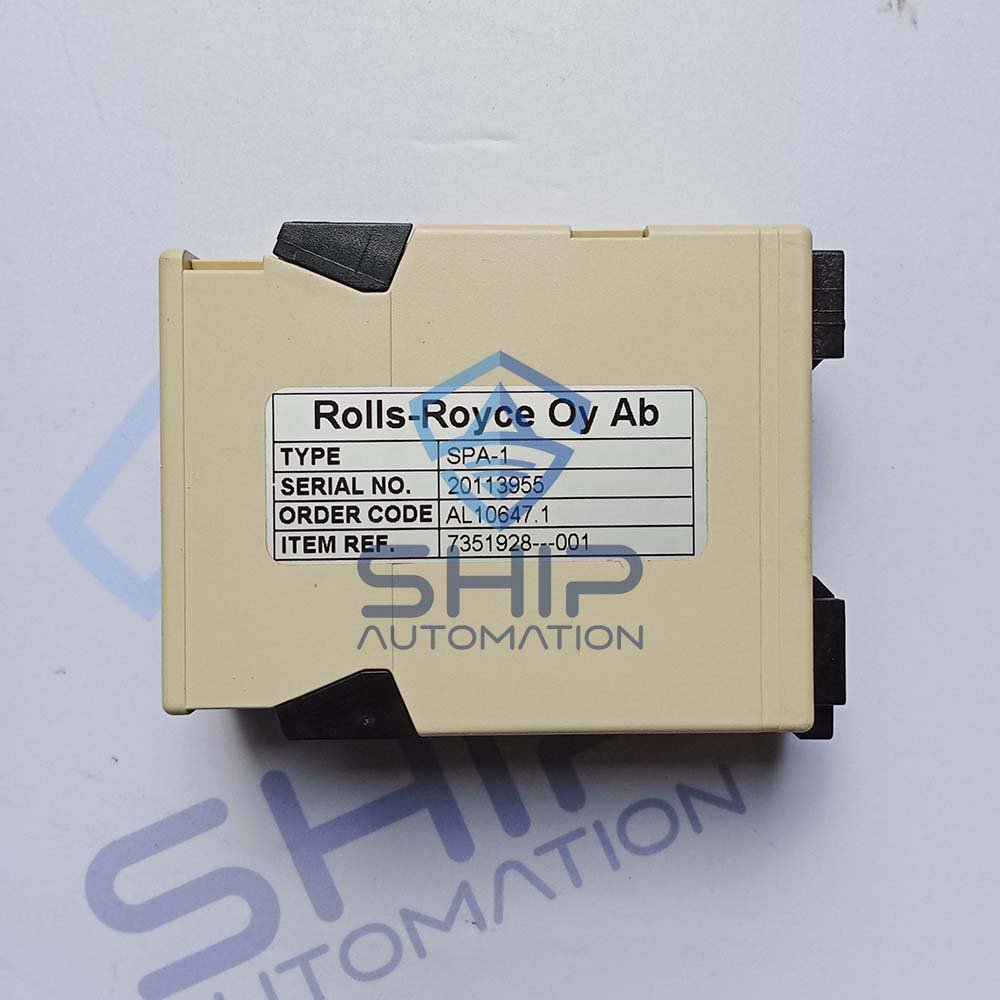 Rolls-Royce Oy Ab
TYPE SPA-1
SERIAL NO. 20113955
ORDER CODE AL10647.1
ITEM REF. 7351928---001
SHIP
AUTOMATION
SHIP
AUTOMATION